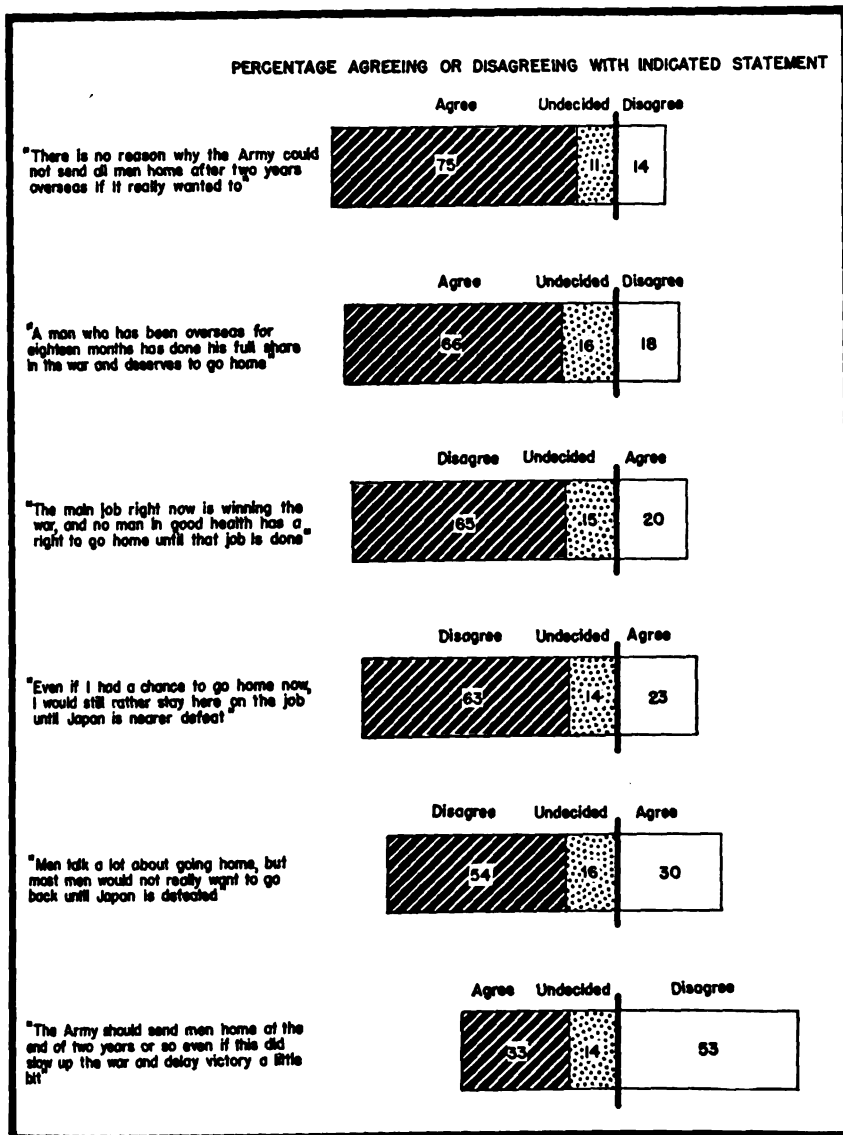 PERCENTAGE AGREEING OR DISAGREEING WITH INDICATED STATEMENT
Agree Undecided Disagree
"There is no reason why the Army could
not send all men home after two years
overseas if it really wanted to"
75 11 14
Agree Undecided Disagree
"A man who has been overseas for
eighteen months has done his full share
in the war and deserves to go home"
66 16 18
Disagree Undecided Agree
"The main job right now is winning the
war, and no man in good health has a
right to go home until that job is done"
65 15 20
Disagree Undecided Agree
"Even if I had a chance to go home now,
I would still rather stay here on the job
until Japan is nearer defeat"
63 14 23
Disagree Undecided Agree
"Men talk a lot about going home, but
most men would not really want to go
back until Japan is defeated"
54 16 30
Agree Undecided Disagree
"The Army should send men home at the
end of two years or so even if this did
slow up the war and delay victory a little
bit"
33 14 53